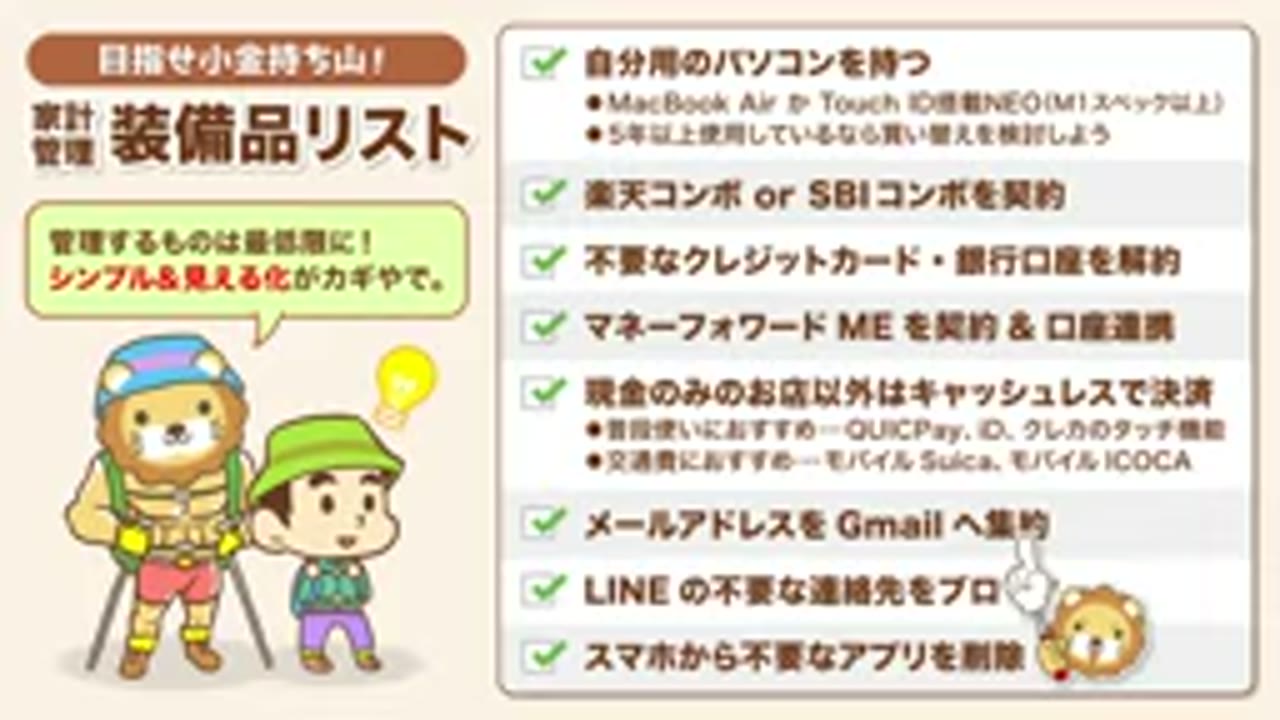 目指せ小金持ち山！
家計管理 装備品リスト
管理するものは最低限に！
シンプル&見える化がカギやで。
自分用のパソコンを持つ
●MacBook Air か Touch ID搭載NEO(M1スペック以上)
●5年以上使用しているなら買い替えを検討しよう
楽天コンボ or SBIコンボを契約
不要なクレジットカード・銀行口座を解約
マネーフォワード ME を契約 & 口座連携
現金のみのお店以外はキャッシュレスで決済
●普段使いにおすすめ…QUICPay、iD、クレカのタッチ機能
●交通費におすすめ…モバイル Suica、モバイル ICOCA
メールアドレスを Gmail へ集約
LINE の不要な連絡先をブロ
スマホから不要なアプリを削除